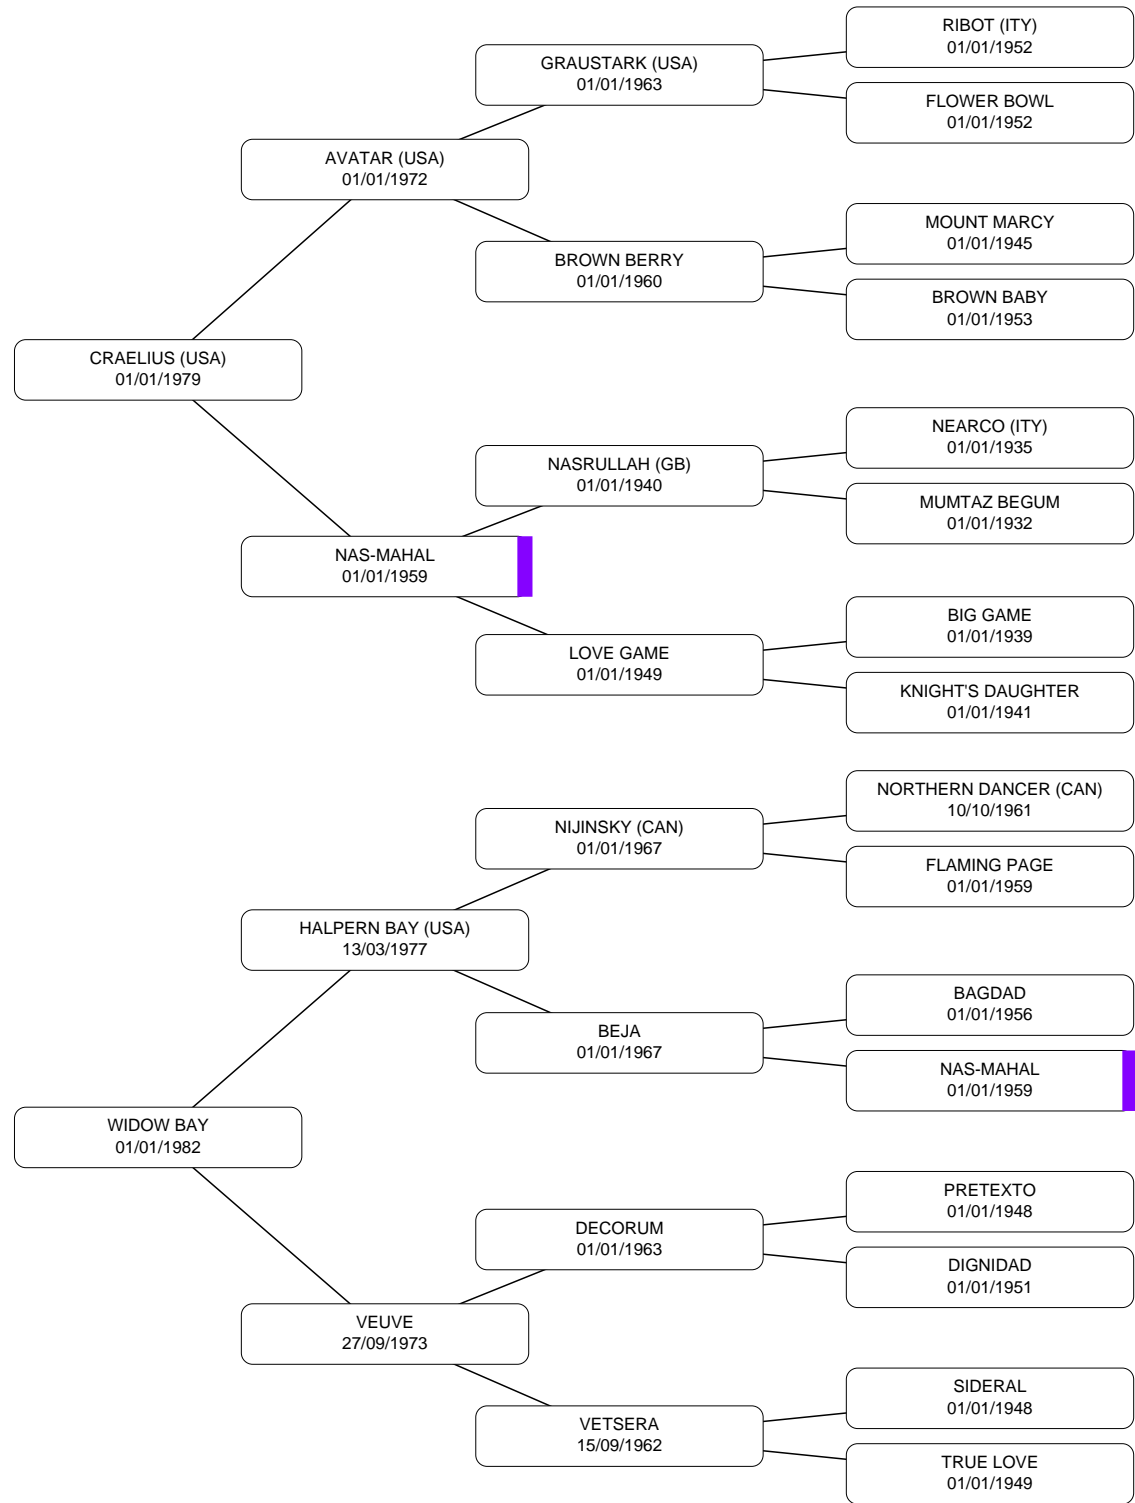 RIBOT (ITY)
01/01/1952
GRAUSTARK (USA)
01/01/1963
FLOWER BOWL
01/01/1952
AVATAR (USA)
01/01/1972
MOUNT MARCY
01/01/1945
BROWN BERRY
01/01/1960
BROWN BABY
01/01/1953
CRAELIUS (USA)
01/01/1979
NEARCO (ITY)
01/01/1935
NASRULLAH (GB)
01/01/1940
MUMTAZ BEGUM
01/01/1932
NAS-MAHAL
01/01/1959
BIG GAME
01/01/1939
LOVE GAME
01/01/1949
KNIGHT'S DAUGHTER
01/01/1941
NORTHERN DANCER (CAN)
10/10/1961
NIJINSKY (CAN)
01/01/1967
FLAMING PAGE
01/01/1959
HALPERN BAY (USA)
13/03/1977
BAGDAD
01/01/1956
BEJA
01/01/1967
NAS-MAHAL
01/01/1959
WIDOW BAY
01/01/1982
PRETEXTO
01/01/1948
DECORUM
01/01/1963
DIGNIDAD
01/01/1951
VEUVE
27/09/1973
SIDERAL
01/01/1948
VETSERA
15/09/1962
TRUE LOVE
01/01/1949